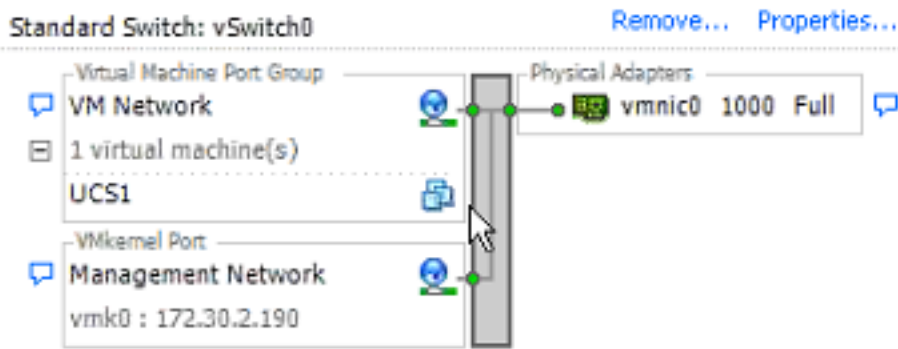 Standard Switch: vSwitch0 Remove... Properties...
Virtual Machine Port Group
VM Network
1 virtual machine(s)
UCS1
VMkernel Port
Management Network
vmk0 : 172.30.2.190
Physical Adapters
vmnic0 1000 Full